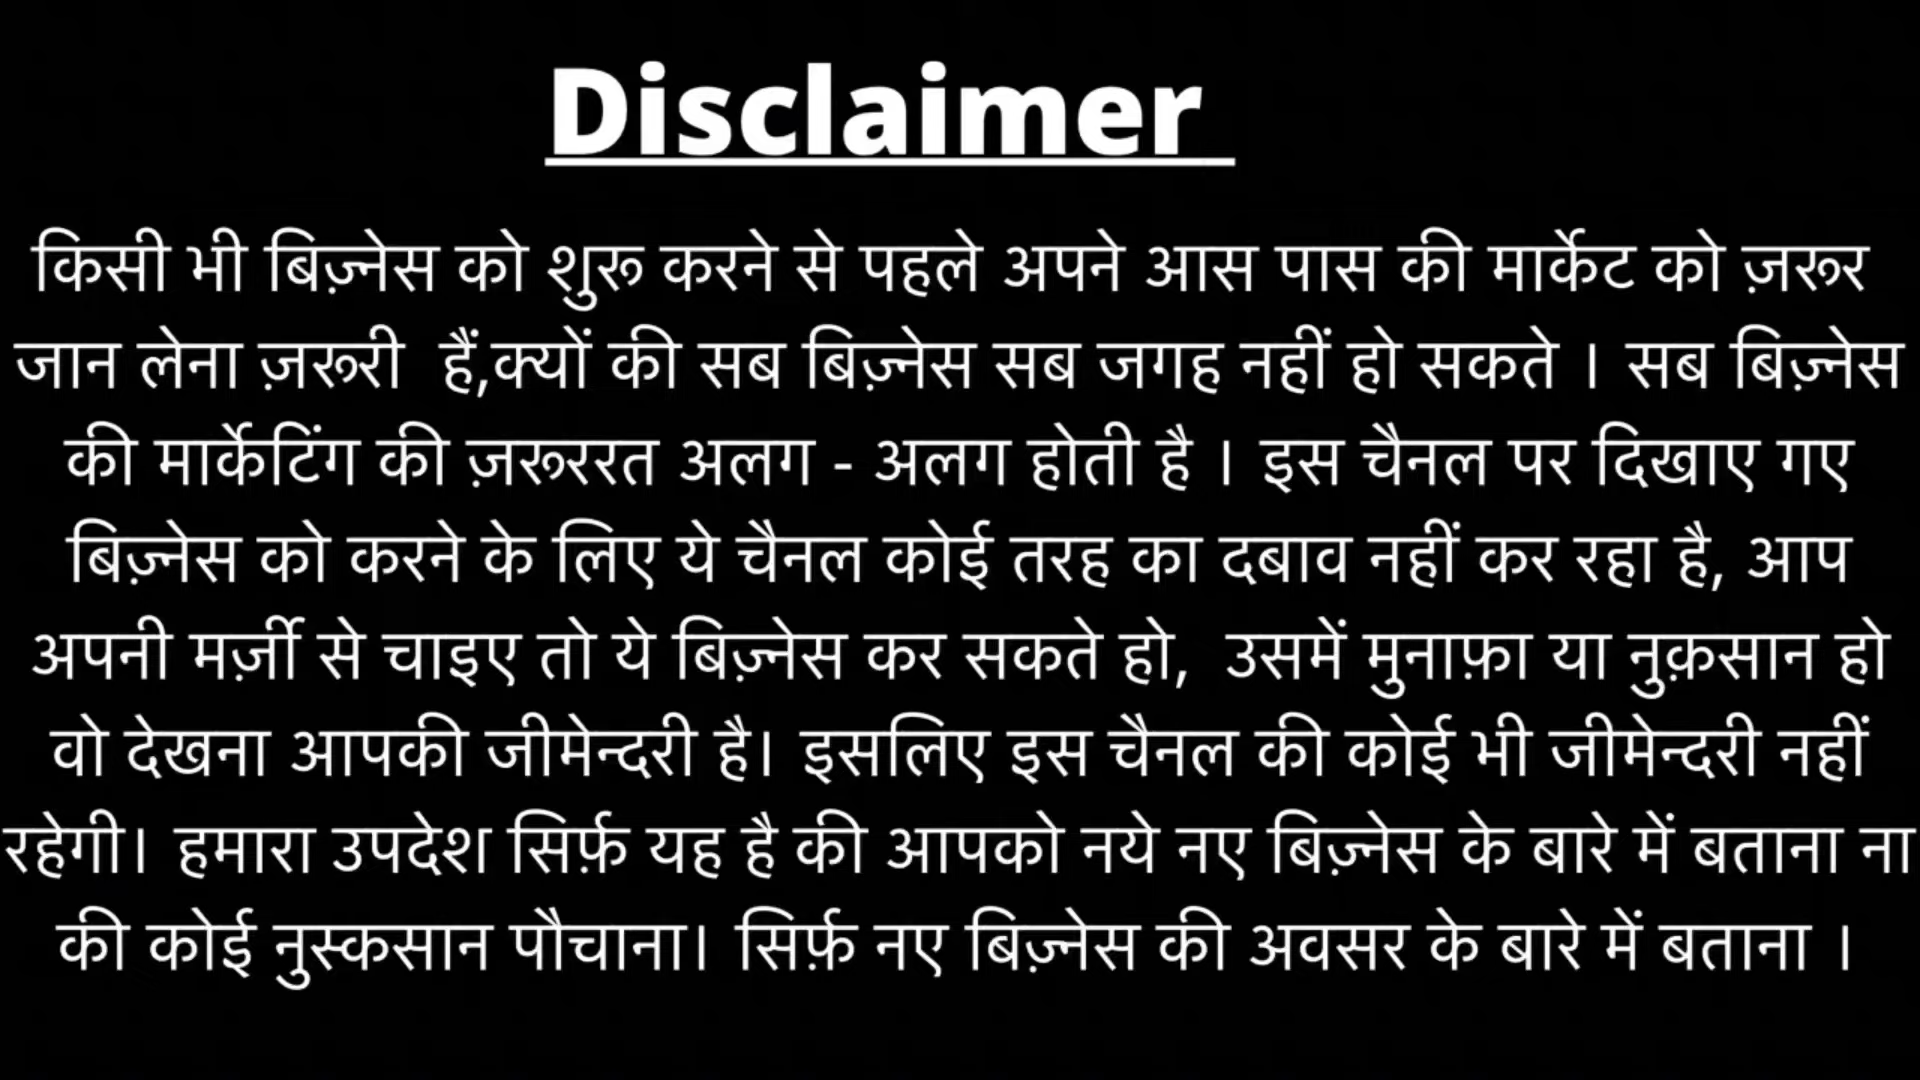 Disclaimer
किसी भी बिज़्नेस को शुरू करने से पहले अपने आस पास की मार्केट को ज़रूर
जान लेना ज़रूरी हैं,क्यों की सब बिज़्नेस सब जगह नहीं हो सकते । सब बिज़्नेस
की मार्केटिंग की ज़रूररत अलग - अलग होती है । इस चैनल पर दिखाए गए
बिज़्नेस को करने के लिए ये चैनल कोई तरह का दबाव नहीं कर रहा है, आप
अपनी मर्ज़ी से चाइए तो ये बिज़्नेस कर सकते हो, उसमें मुनाफ़ा या नुक़सान हो
वो देखना आपकी जीमेन्दरी है। इसलिए इस चैनल की कोई भी जीमेन्दरी नहीं
रहेगी। हमारा उपदेश सिर्फ़ यह है की आपको नये नए बिज़्नेस के बारे में बताना ना
की कोई नुस्कसान पौचाना। सिर्फ़ नए बिज़्नेस की अवसर के बारे में बताना ।